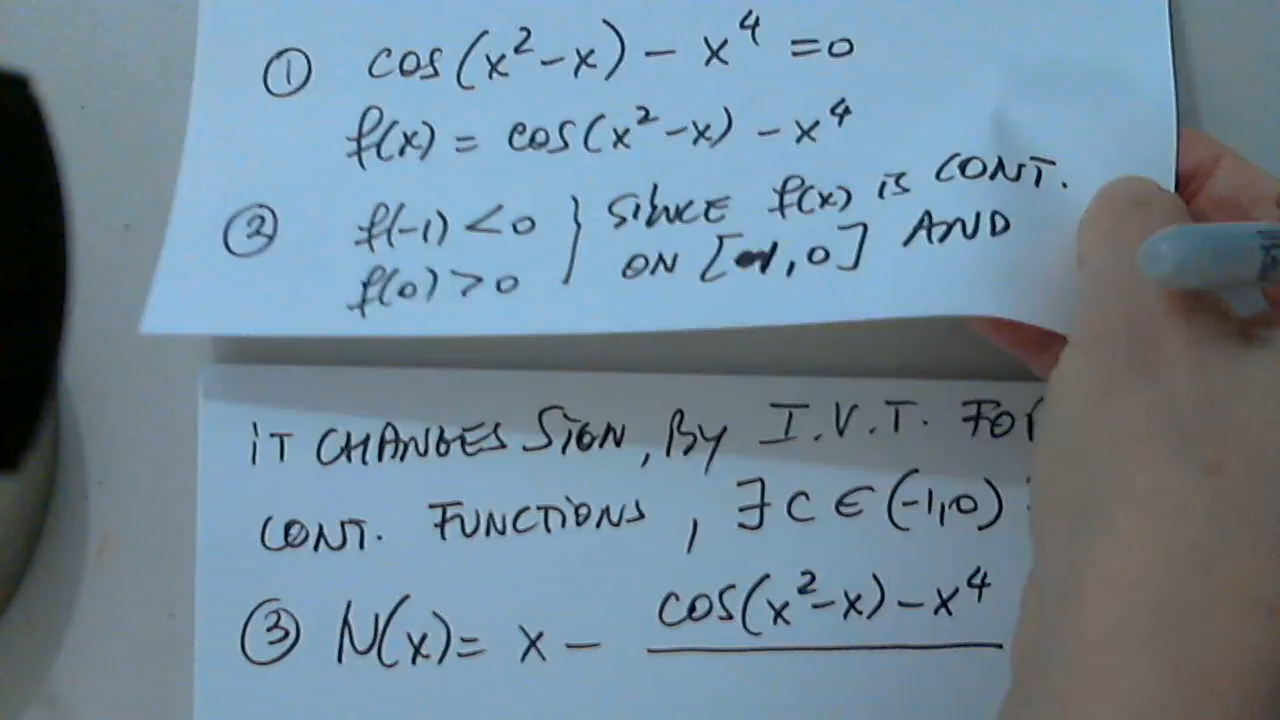 ① cos(x²-x) - x⁴ = 0
f(x) = cos(x²-x) - x⁴
② f(-1) < 0 } SINCE f(x) IS CONT.
f(0) > 0 ON [-1,0] AND
IT CHANGES SIGN, BY I.V.T. FOR
CONT. FUNCTIONS, ∃ C ∈ (-1,0) :
③ N(x) = x - cos(x²-x) - x⁴